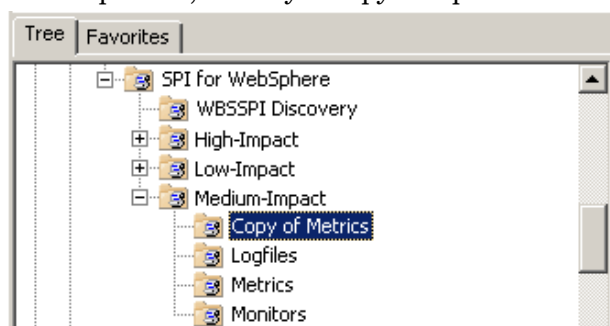 Tree Favorites
SPI for WebSphere
WBSSPI Discovery
High-Impact
Low-Impact
Medium-Impact
Copy of Metrics
Logfiles
Metrics
Monitors